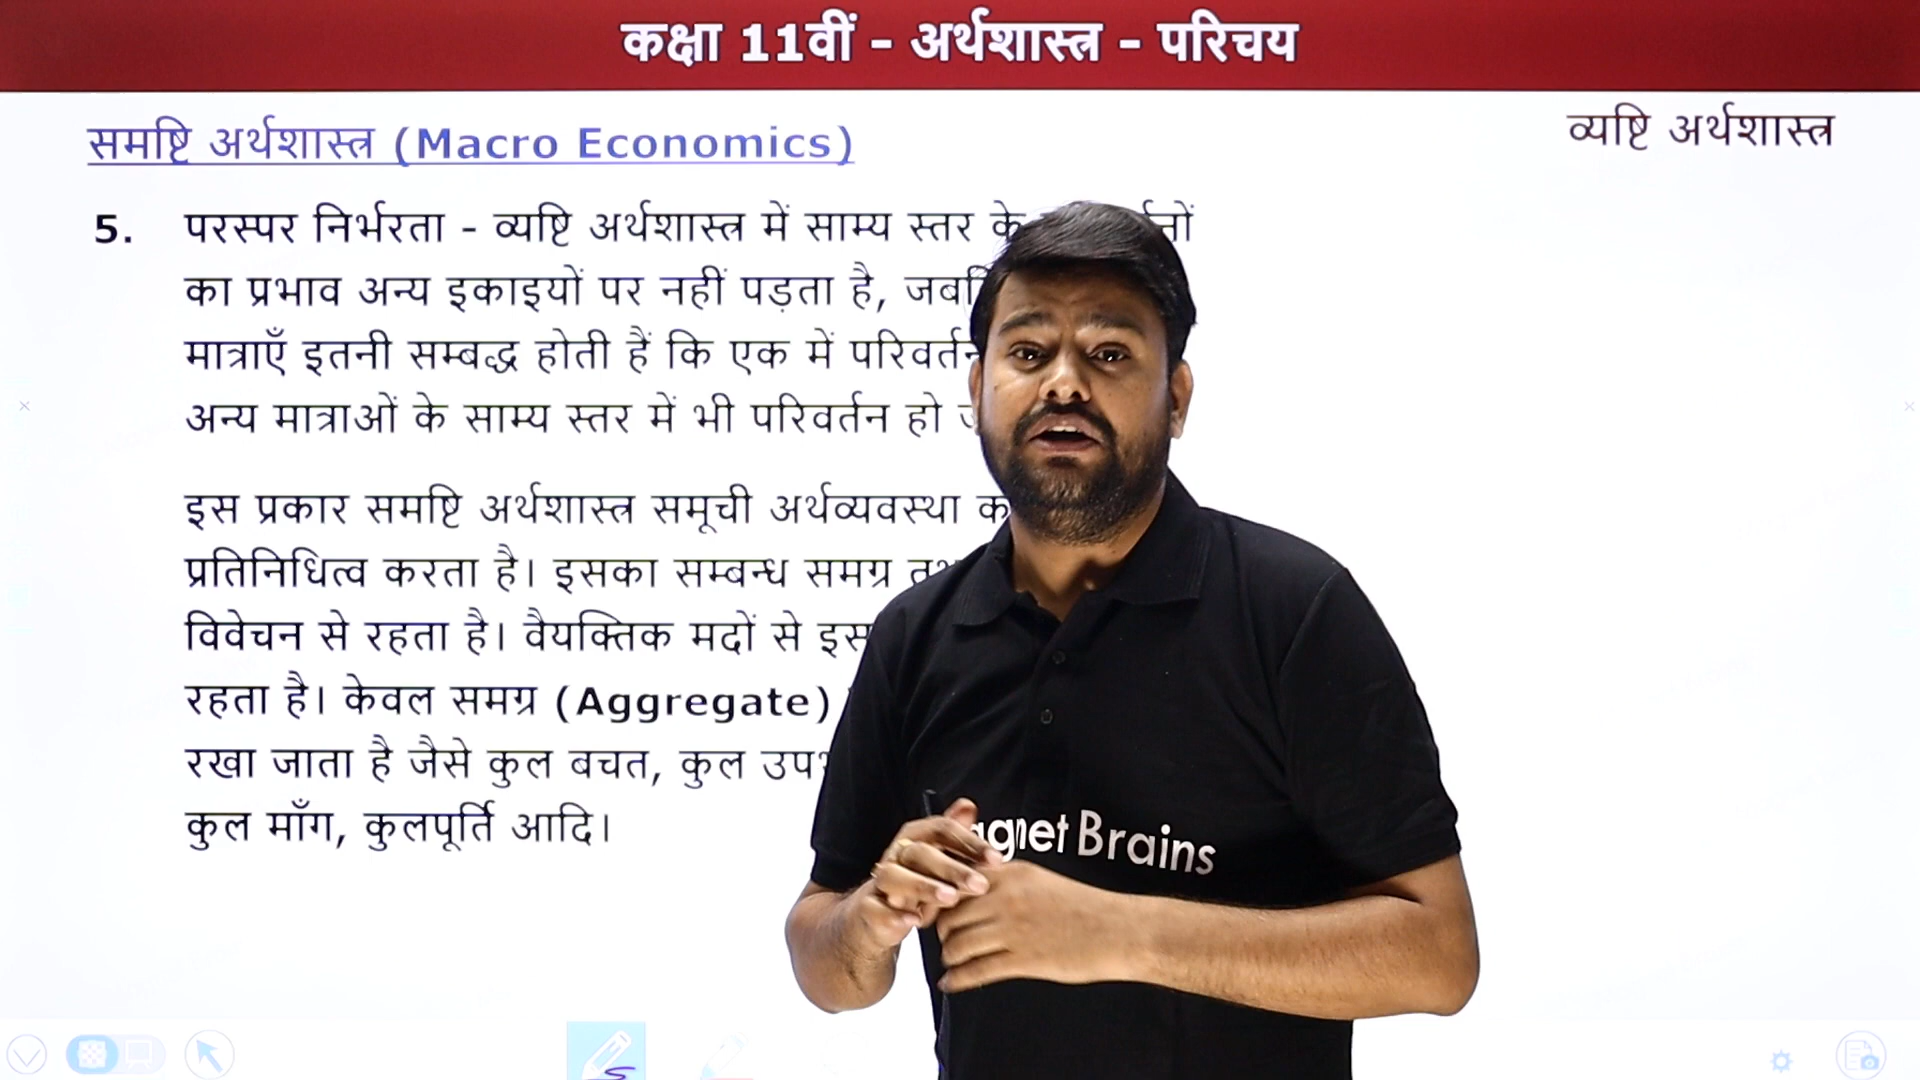 कक्षा 11वीं - अर्थशास्त्र - परिचय
समष्टि अर्थशास्त्र (Macro Economics)
व्यष्टि अर्थशास्त्र
5. परस्पर निर्भरता - व्यष्टि अर्थशास्त्र में साम्य स्तर के
का प्रभाव अन्य इकाइयों पर नहीं पड़ता है,
मात्राएँ इतनी सम्बद्ध होती हैं कि एक में परिवर्तन
अन्य मात्राओं के साम्य स्तर में भी परिवर्तन हो
इस प्रकार समष्टि अर्थशास्त्र समूची अर्थव्यवस्था
प्रतिनिधित्व करता है। इसका सम्बन्ध समग्र
विवेचन से रहता है। वैयक्तिक मदों से
रहता है। केवल समग्र (Aggregate)
रखा जाता है जैसे कुल बचत, कुल
कुल माँग, कुलपूर्ति आदि।
Brains